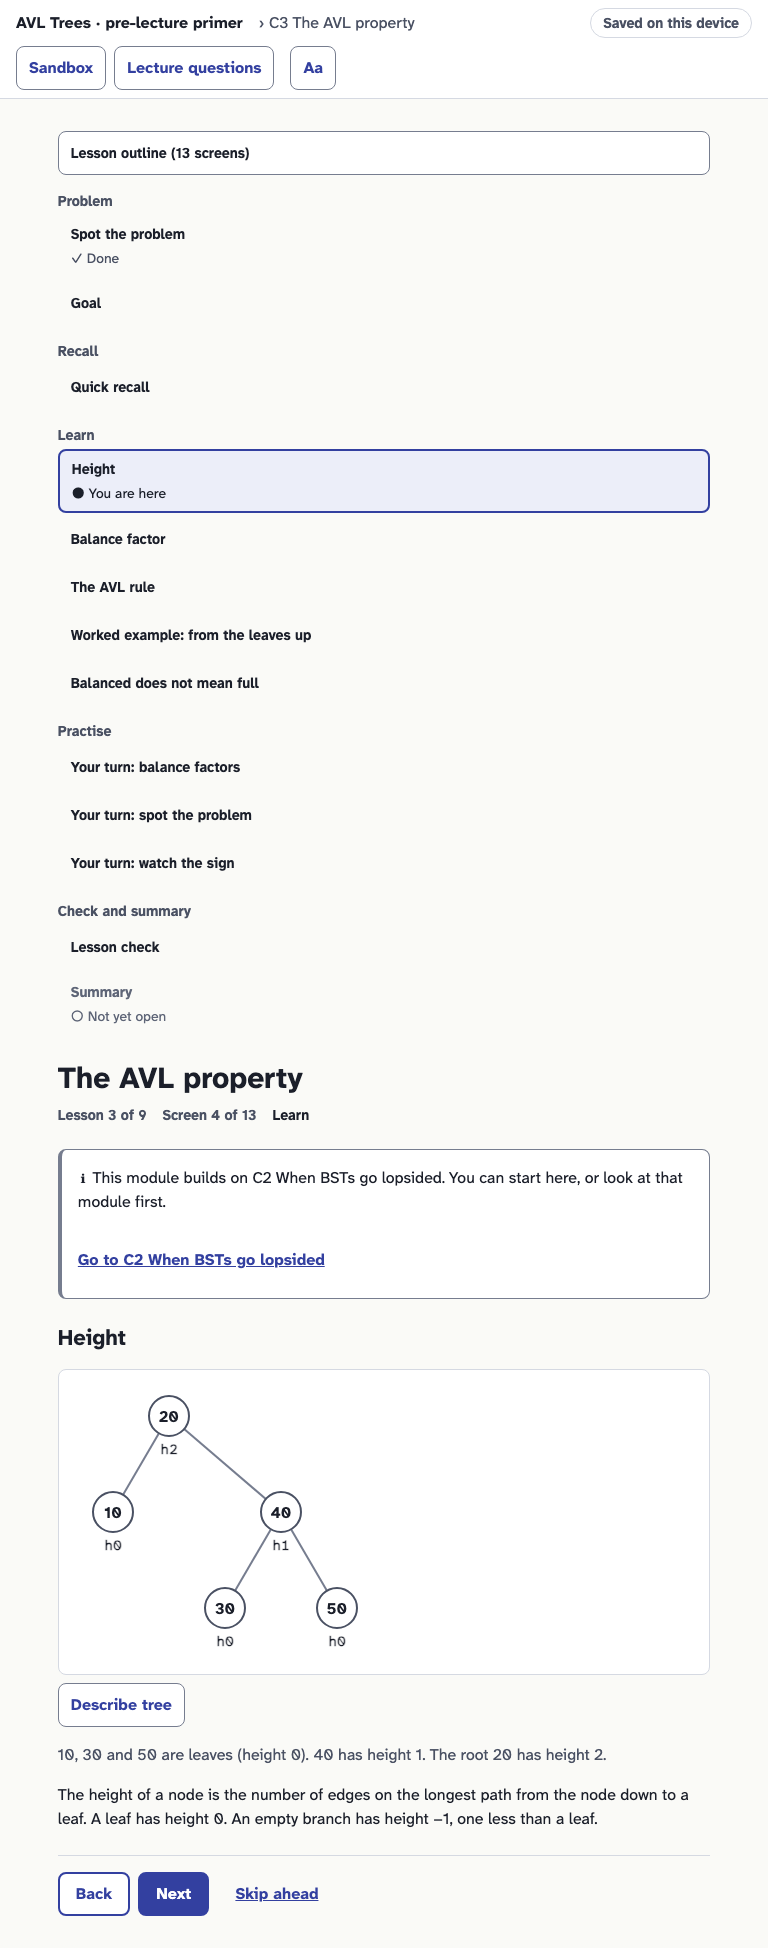 AVL Trees · pre-lecture primer › C3 The AVL property Saved on this device
Sandbox Lecture questions Aa
Lesson outline (13 screens)
Problem
Spot the problem
✓ Done
Goal
Recall
Quick recall
Learn
Height
● You are here
Balance factor
The AVL rule
Worked example: from the leaves up
Balanced does not mean full
Practise
Your turn: balance factors
Your turn: spot the problem
Your turn: watch the sign
Check and summary
Lesson check
Summary
○ Not yet open
The AVL property
Lesson 3 of 9 Screen 4 of 13 Learn
ℹ This module builds on C2 When BSTs go lopsided. You can start here, or look at that
module first.
Go to C2 When BSTs go lopsided
Height
20
h2
10 40
h0 h1
30 50
h0 h0
Describe tree
10, 30 and 50 are leaves (height 0). 40 has height 1. The root 20 has height 2.
The height of a node is the number of edges on the longest path from the node down to a
leaf. A leaf has height 0. An empty branch has height −1, one less than a leaf.
Back Next Skip ahead